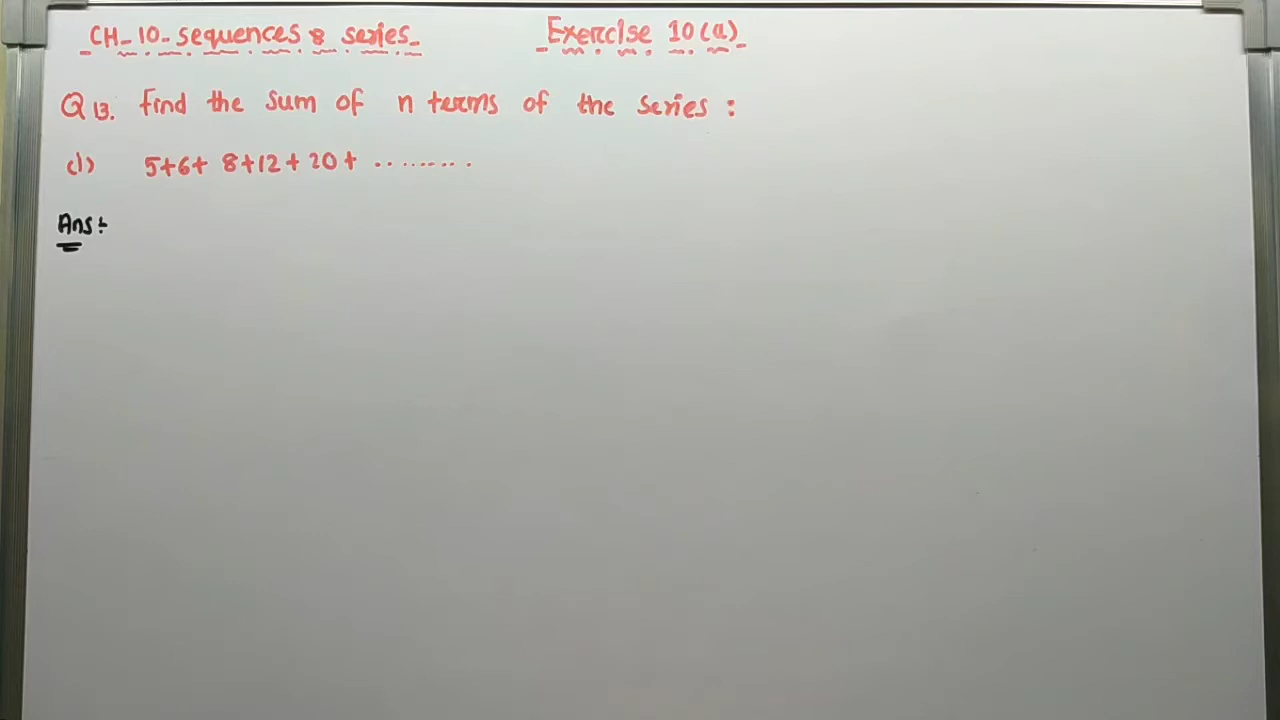 CH-10-sequences & series
Exercise 10(a)
Q 13. Find the sum of n terms of the series :
(i) 5+6+ 8+12+20+ .........
Ans: